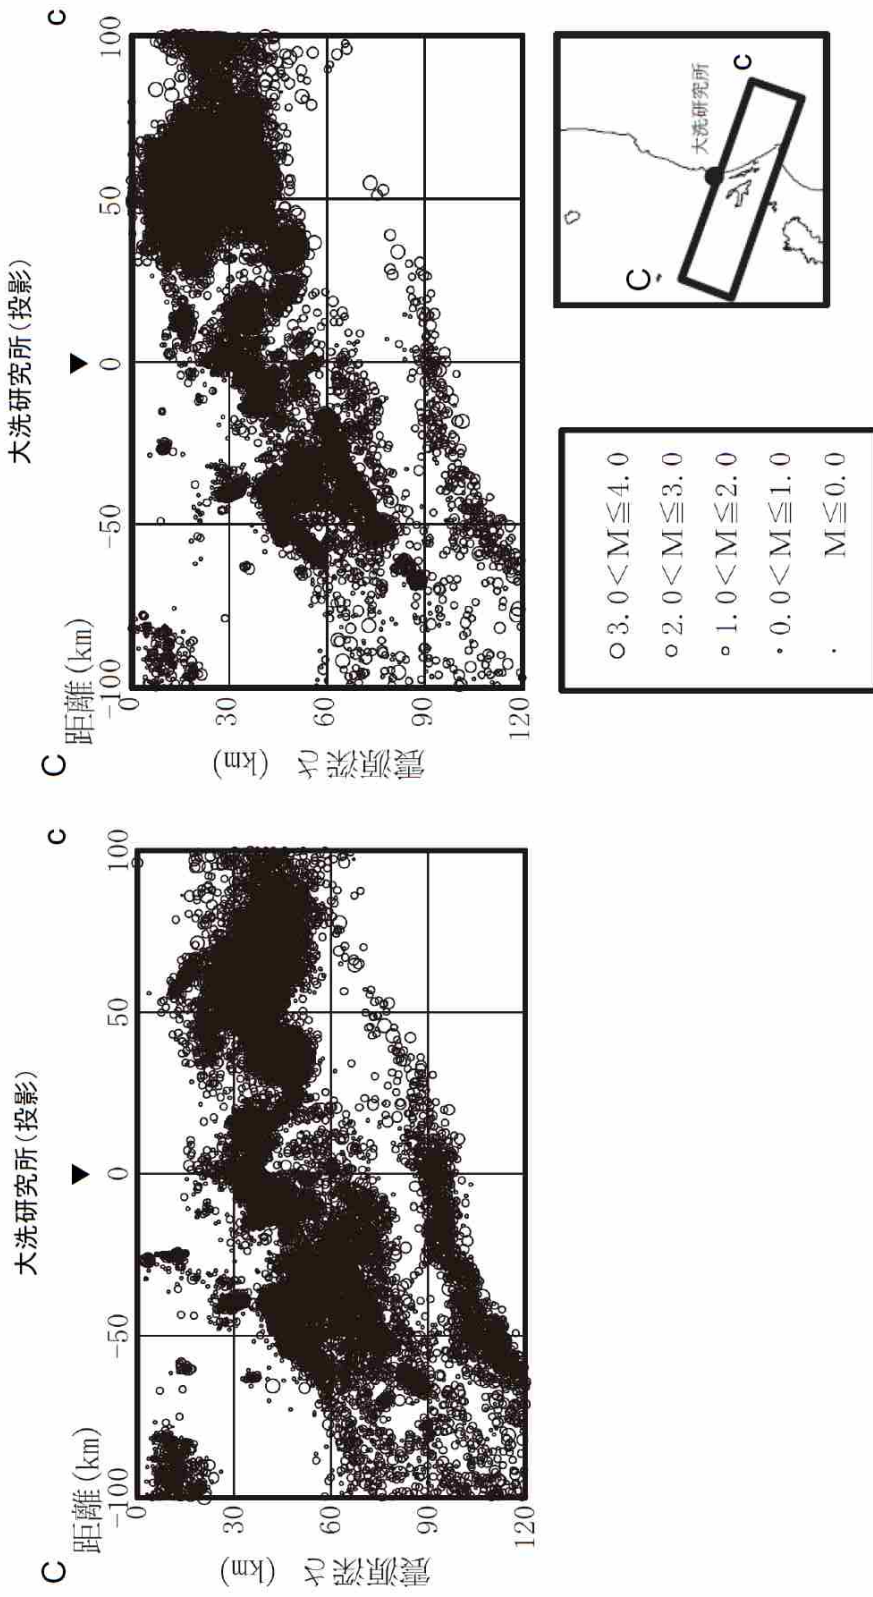 大洗研究所(投影)
▼
C
c
距離(km)
-100
-50
0
50
100
0
30
60
90
120
震源深さ
(km)
大洗研究所(投影)
▼
C
c
距離(km)
-100
-50
0
50
100
0
30
60
90
120
震源深さ
(km)
○3.0<M≦4.0
○2.0<M≦3.0
○1.0<M≦2.0
○0.0<M≦1.0
・ M≦0.0
C
大洗研究所
c